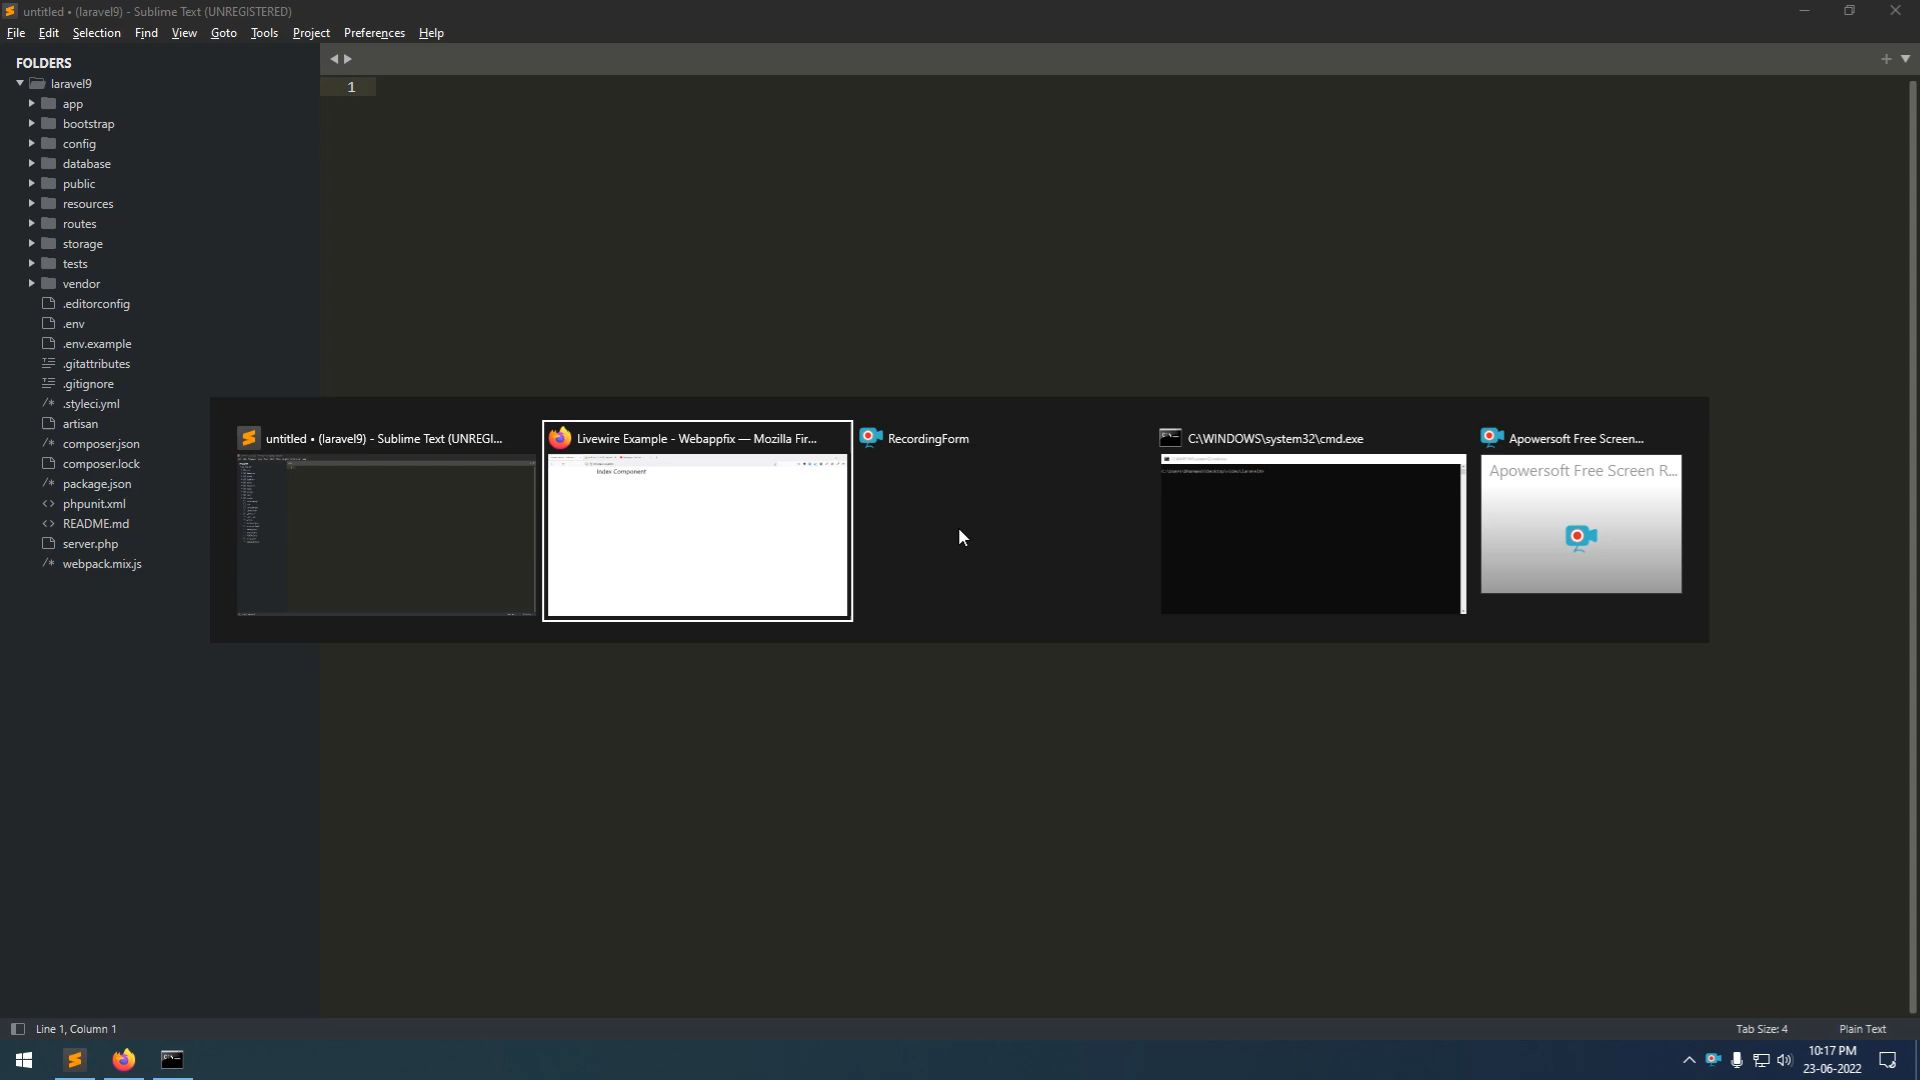 untitled • (laravel9) - Sublime Text (UNREGISTERED)
File Edit Selection Find View Goto Tools Project Preferences Help
FOLDERS
laravel9
app
bootstrap
config
database
public
resources
routes
storage
tests
vendor
.editorconfig
.env
.env.example
.gitattributes
.gitignore
.styleci.yml
artisan
composer.json
composer.lock
package.json
phpunit.xml
README.md
server.php
webpack.mix.js
1
untitled • (laravel9) - Sublime Text (UNREGI...
Livewire Example - Webappfix — Mozilla Fir...
Index Component
RecordingForm
C:\WINDOWS\system32\cmd.exe
Apowersoft Free Screen...
Apowersoft Free Screen R...
Line 1, Column 1
Tab Size: 4
Plain Text
10:17 PM
23-06-2022